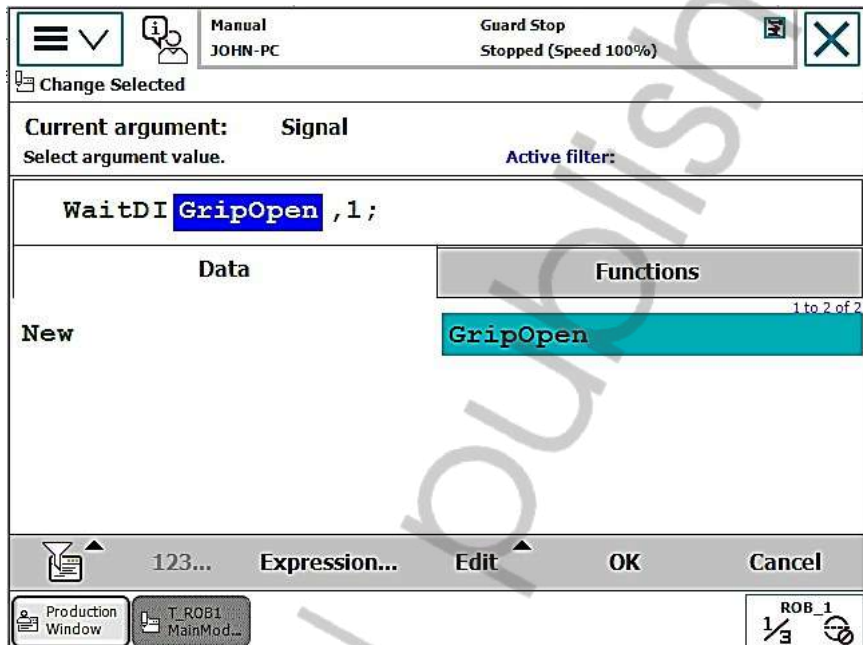 Manual
JOHN-PC
Guard Stop
Stopped (Speed 100%)
Change Selected
Current argument: Signal
Select argument value.
Active filter:
WaitDI GripOpen ,1;
Data
Functions
1 to 2 of 2
New
GripOpen
123...
Expression...
Edit
OK
Cancel
Production
Window
T_ROB1
MainMod...
ROB_1
1/3
publish